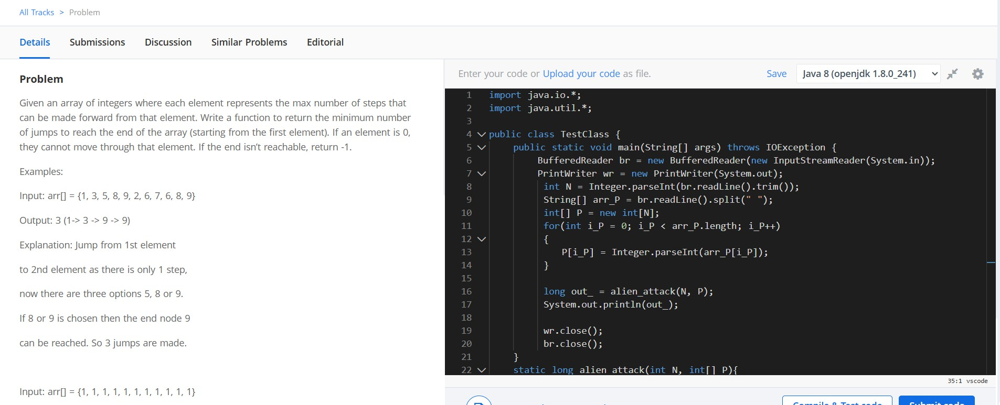 All Tracks > Problem
Details Submissions Discussion Similar Problems Editorial
Problem
Given an array of integers where each element represents the max number of steps that
can be made forward from that element. Write a function to return the minimum number
of jumps to reach the end of the array (starting from the first element). If an element is 0,
they cannot move through that element. If the end isn’t reachable, return -1.
Examples:
Input: arr[] = {1, 3, 5, 8, 9, 2, 6, 7, 6, 8, 9}
Output: 3 (1-> 3 -> 9 -> 9)
Explanation: Jump from 1st element
to 2nd element as there is only 1 step,
now there are three options 5, 8 or 9.
If 8 or 9 is chosen then the end node 9
can be reached. So 3 jumps are made.
Input: arr[] = {1, 1, 1, 1, 1, 1, 1, 1, 1, 1, 1}
Enter your code or Upload your code as file. Save Java 8 (openjdk 1.8.0_241)
1 import java.io.*;
2 import java.util.*;
3
4 public class TestClass {
5 public static void main(String[] args) throws IOException {
6 BufferedReader br = new BufferedReader(new InputStreamReader(System.in));
7 PrintWriter wr = new PrintWriter(System.out);
8 int N = Integer.parseInt(br.readLine().trim());
9 String[] arr_P = br.readLine().split(" ");
10 int[] P = new int[N];
11 for(int i_P = 0; i_P < arr_P.length; i_P++)
12 {
13 P[i_P] = Integer.parseInt(arr_P[i_P]);
14 }
15
16 long out_ = alien_attack(N, P);
17 System.out.println(out_);
18
19 wr.close();
20 br.close();
21 }
22 static long alien_attack(int N, int[] P){
35:1 vscode
Compile & Test code Submit code